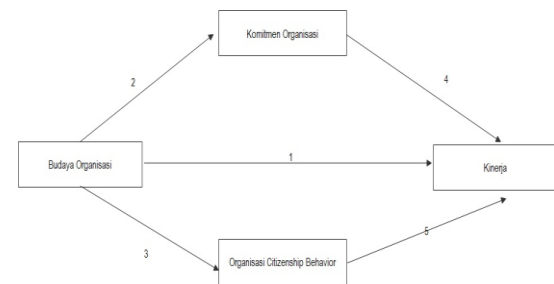 Komitmen Organisasi
2
4
Budaya Organisasi
1
Kinerja
3
5
Organisasi Citizenship Behavior